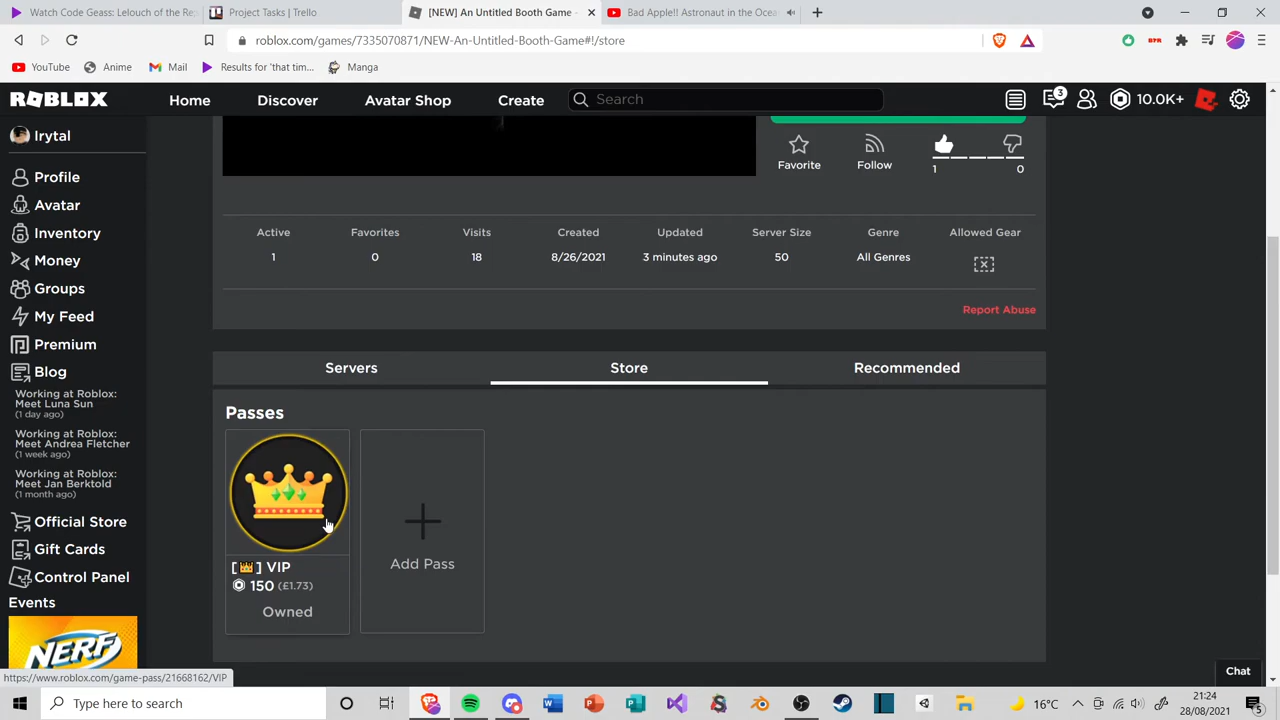 Watch Code Geass: Lelouch of the Re
Project Tasks | Trello
[NEW] An Untitled Booth Game -
Bad Apple!! Astronaut in the Ocea
roblox.com/games/7335070871/NEW-An-Untitled-Booth-Game#!/store
YouTube
Anime
Mail
Results for 'that tim...
Manga
ROBLOX
Home
Discover
Avatar Shop
Create
Search
3
10.0K+
Irytal
Profile
Avatar
Inventory
Money
Groups
My Feed
Premium
Blog
Working at Roblox:
Meet Luna Sun
(1 day ago)
Working at Roblox:
Meet Andrea Fletcher
(1 week ago)
Working at Roblox:
Meet Jan Berktold
(1 month ago)
Official Store
Gift Cards
Control Panel
Events
NERF
Favorite
Follow
1
0
Active
Favorites
Visits
Created
Updated
Server Size
Genre
Allowed Gear
1
0
18
8/26/2021
3 minutes ago
50
All Genres
Report Abuse
Servers
Store
Recommended
Passes
[👑] VIP
150 (£1.73)
Owned
Add Pass
Chat
https://www.roblox.com/game-pass/21668162/VIP
Type here to search
16°C
21:24
28/08/2021
5